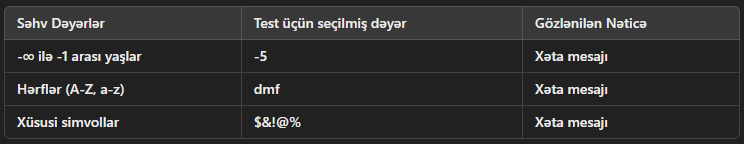 Səhv Dəyərlər Test üçün seçilmiş dəyər Gözlənilən Nəticə
-∞ ilə -1 arası yaşlar -5 Xəta mesajı
Hərflər (A-Z, a-z) dmf Xəta mesajı
Xüsusi simvollar $&!@% Xəta mesajı